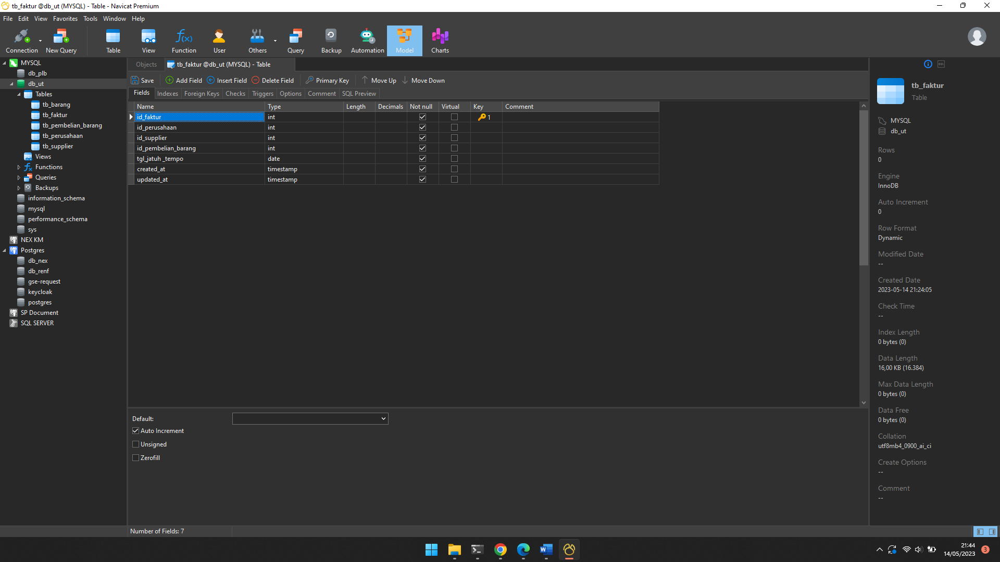 tb_faktur @db_ut (MYSQL) - Table - Navicat Premium
File Edit View Favorites Tools Window Help
Connection New Query Table View Function User Others Query Backup Automation Model Charts
MYSQL
db_plb
db_ut
Tables
tb_barang
tb_faktur
tb_pembelian_barang
tb_perusahaan
tb_supplier
Views
Functions
Queries
Backups
information_schema
mysql
performance_schema
sys
NEX KM
Postgres
db_nex
db_renf
gse-request
keycloak
postgres
SP Document
SQL SERVER
Objects tb_faktur @db_ut (MYSQL) - Table
Save Add Field Insert Field Delete Field Primary Key Move Up Move Down
Fields Indexes Foreign Keys Checks Triggers Options Comment SQL Preview
Name Type Length Decimals Not null Virtual Key Comment
id_faktur int 1
id_perusahaan int
id_supplier int
id_pembelian_barang int
tgl_jatuh _tempo date
created_at timestamp
updated_at timestamp
Default:
Auto Increment
Unsigned
Zerofill
Number of Fields: 7
tb_faktur
Table
MYSQL
db_ut
Rows
0
Engine
InnoDB
Auto Increment
0
Row Format
Dynamic
Modified Date
--
Created Date
2023-05-14 21:24:05
Check Time
--
Index Length
0 bytes (0)
Data Length
16,00 KB (16.384)
Max Data Length
0 bytes (0)
Data Free
0 bytes (0)
Collation
utf8mb4_0900_ai_ci
Create Options
--
Comment
--
21:44
14/05/2023
3